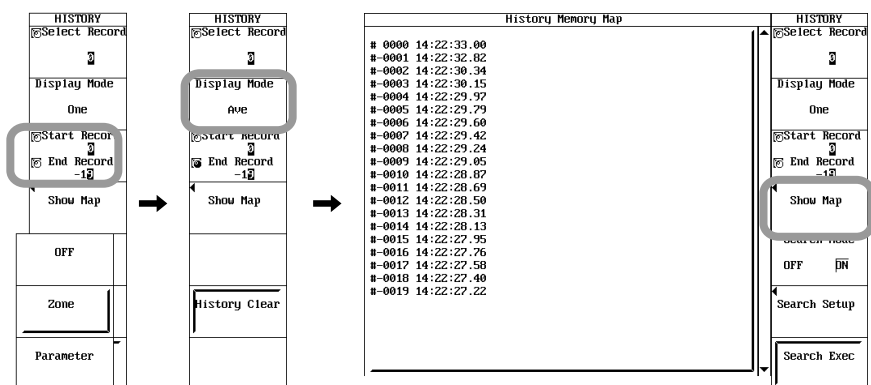 HISTORY
Select Record
0
Display Mode
One
Start Recor
0
End Record
-19
Show Map
OFF
Zone
Parameter
HISTORY
Select Record
0
Display Mode
Ave
Start Record
0
End Record
-19
Show Map
History Clear
History Memory Map
# 0000 14:22:33.00
#-0001 14:22:32.82
#-0002 14:22:30.34
#-0003 14:22:30.15
#-0004 14:22:29.97
#-0005 14:22:29.79
#-0006 14:22:29.60
#-0007 14:22:29.42
#-0008 14:22:29.24
#-0009 14:22:29.05
#-0010 14:22:28.87
#-0011 14:22:28.69
#-0012 14:22:28.50
#-0013 14:22:28.31
#-0014 14:22:28.13
#-0015 14:22:27.95
#-0016 14:22:27.76
#-0017 14:22:27.58
#-0018 14:22:27.40
#-0019 14:22:27.22
HISTORY
Select Record
0
Display Mode
One
Start Record
0
End Record
-19
Show Map
Search Mode
OFF ON
Search Setup
Search Exec